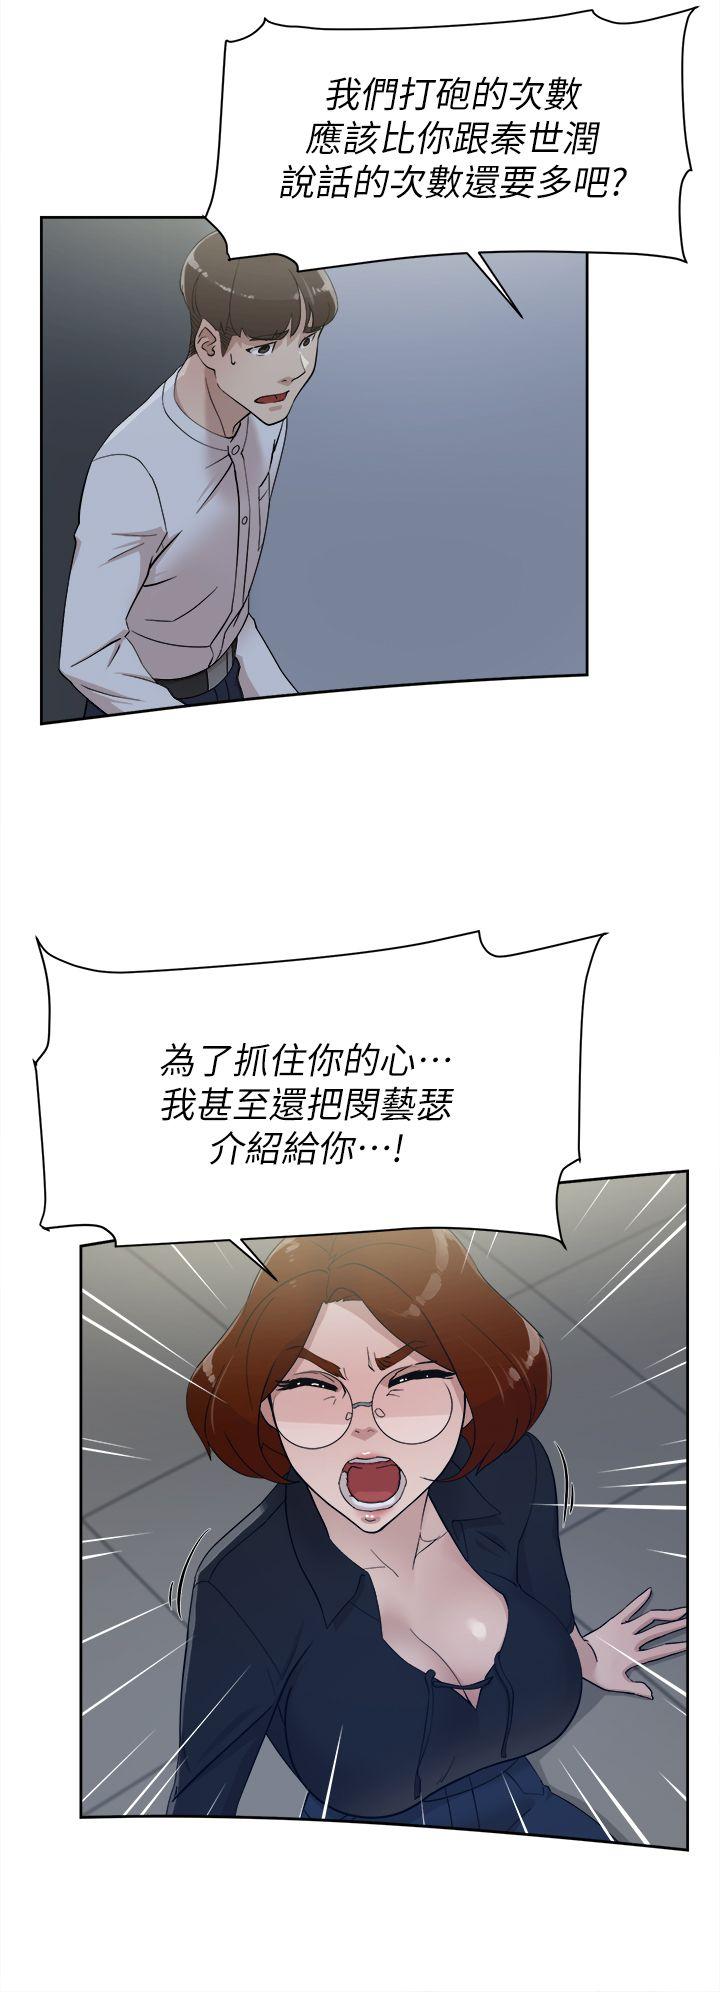 我們打砲的次數
應該比你跟秦世潤
說話的次數還要多吧?
為了抓住你的心…
我甚至還把閔藝瑟
介紹給你…!